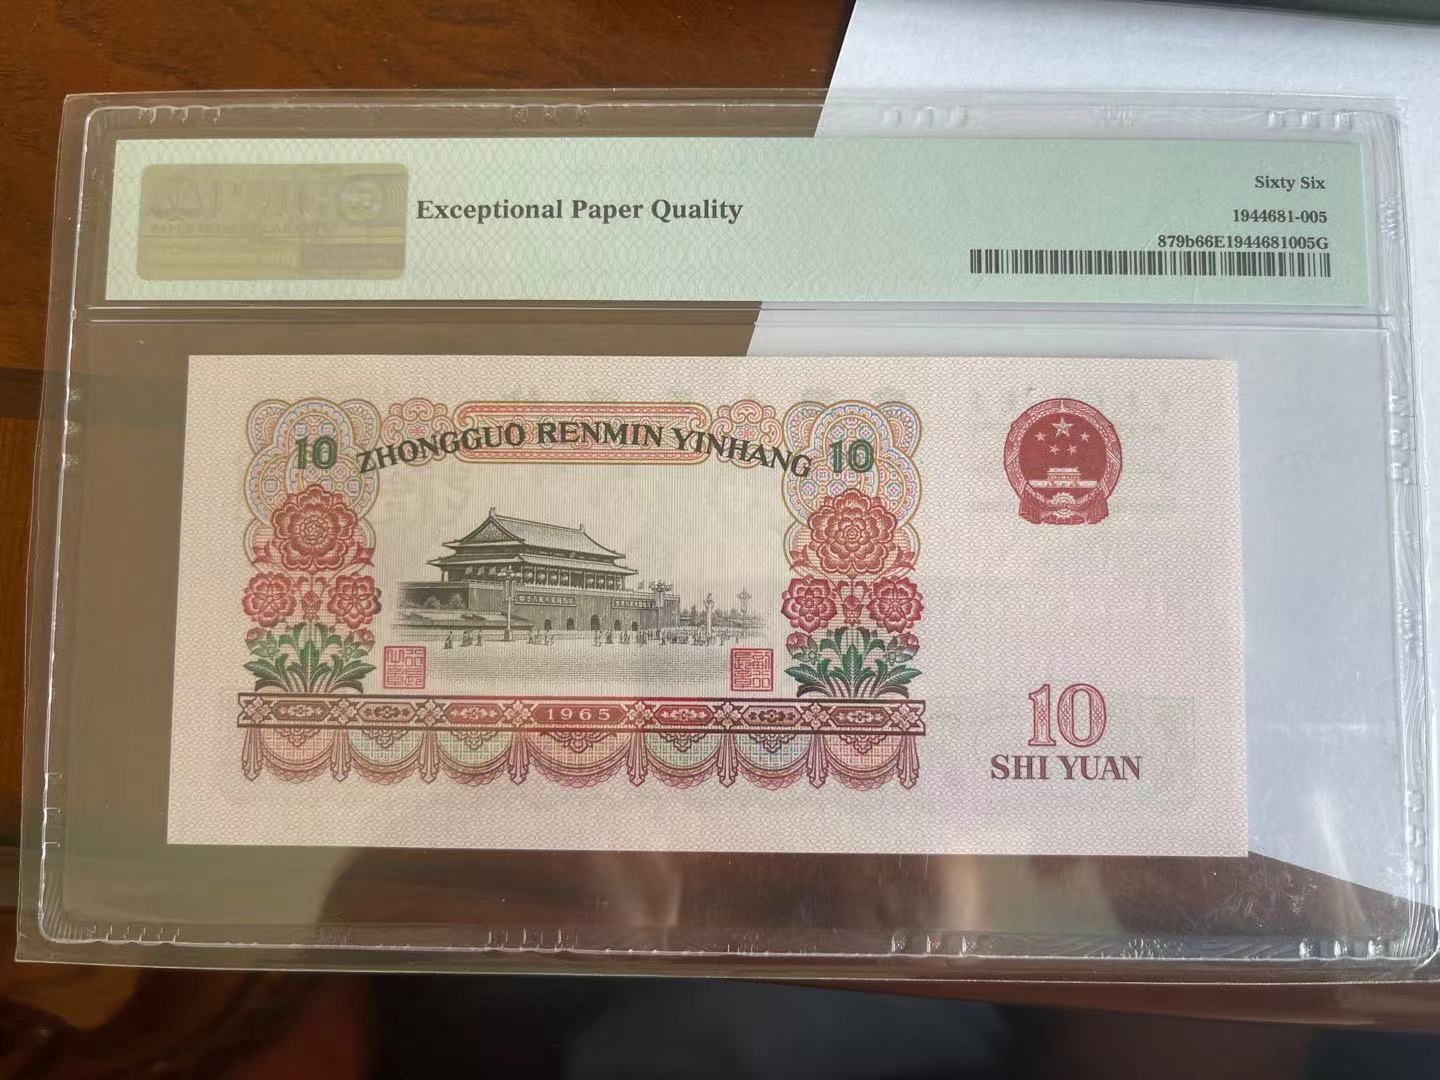 Exceptional Paper Quality
Sixty Six
1944681-005
879b66E1944681005G
10 ZHONGGUO RENMIN YINHANG 10
1965
10
SHI YUAN